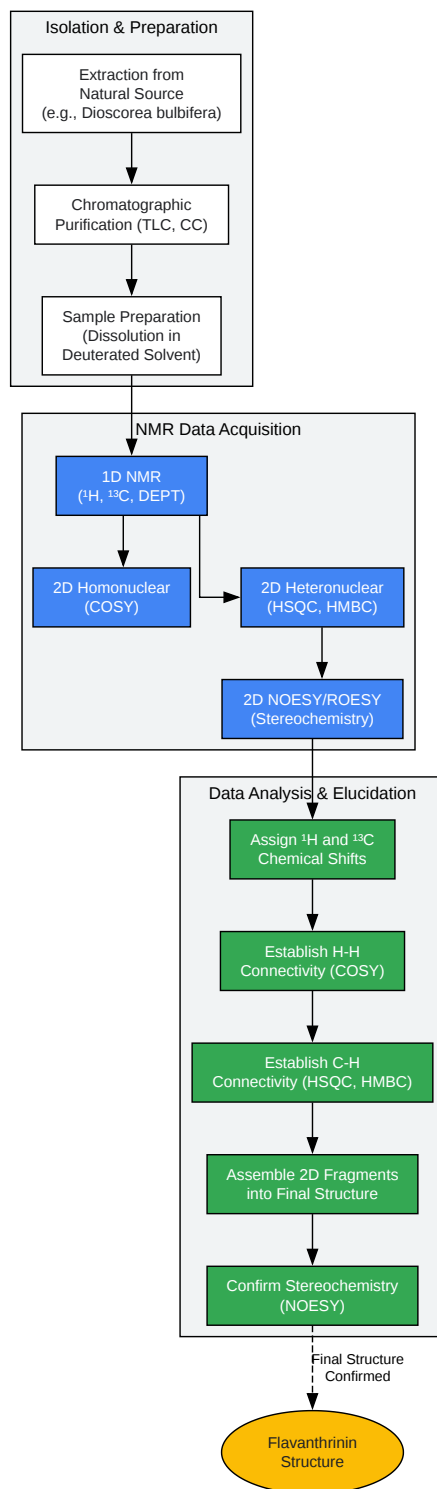 Isolation & Preparation
Extraction from
Natural Source
(e.g., Dioscorea bulbifera)
Chromatographic
Purification (TLC, CC)
Sample Preparation
(Dissolution in
Deuterated Solvent)
NMR Data Acquisition
1D NMR
(¹H, ¹³C, DEPT)
2D Homonuclear
(COSY)
2D Heteronuclear
(HSQC, HMBC)
2D NOESY/ROESY
(Stereochemistry)
Data Analysis & Elucidation
Assign ¹H and ¹³C
Chemical Shifts
Establish H-H
Connectivity (COSY)
Establish C-H
Connectivity (HSQC, HMBC)
Assemble 2D Fragments
into Final Structure
Confirm Stereochemistry
(NOESY)
Final Structure
Confirmed
Flavanthrinin
Structure